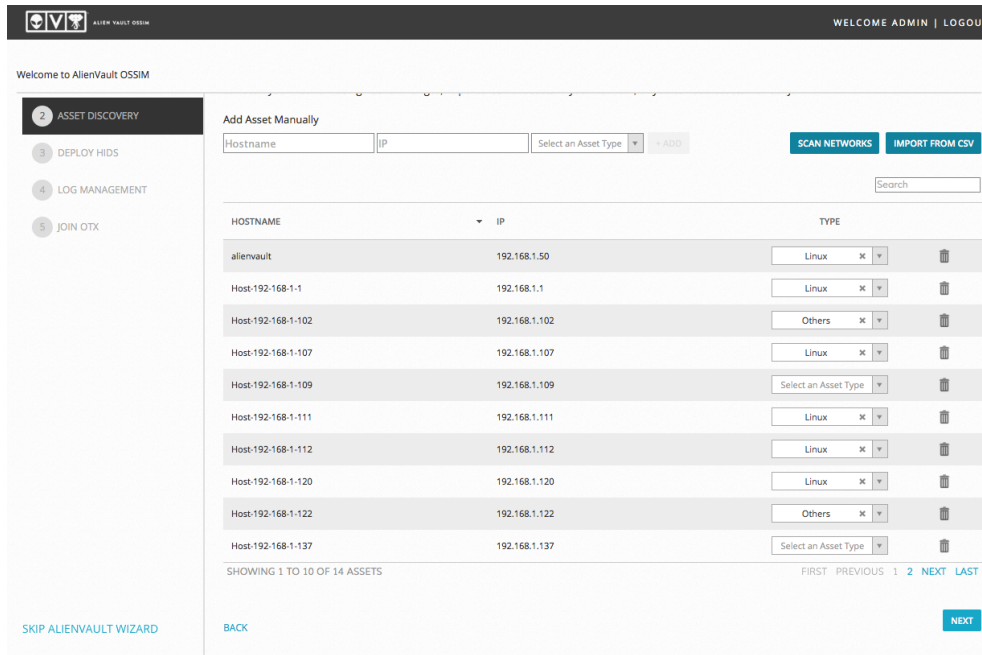 ALIEN VAULT OSSIM
WELCOME ADMIN | LOGOU
Welcome to AlienVault OSSIM
2 ASSET DISCOVERY
3 DEPLOY HIDS
4 LOG MANAGEMENT
5 JOIN OTX
SKIP ALIENVAULT WIZARD
Add Asset Manually
Hostname IP Select an Asset Type + ADD SCAN NETWORKS IMPORT FROM CSV
Search
HOSTNAME IP TYPE
alienvault 192.168.1.50 Linux
Host-192-168-1-1 192.168.1.1 Linux
Host-192-168-1-102 192.168.1.102 Others
Host-192-168-1-107 192.168.1.107 Linux
Host-192-168-1-109 192.168.1.109 Select an Asset Type
Host-192-168-1-111 192.168.1.111 Linux
Host-192-168-1-112 192.168.1.112 Linux
Host-192-168-1-120 192.168.1.120 Linux
Host-192-168-1-122 192.168.1.122 Others
Host-192-168-1-137 192.168.1.137 Select an Asset Type
SHOWING 1 TO 10 OF 14 ASSETS FIRST PREVIOUS 1 2 NEXT LAST
BACK NEXT